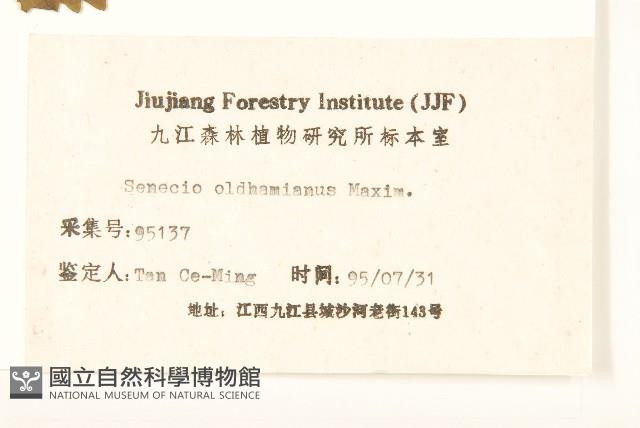 Jiujiang Forestry Institute (JJF)
九江森林植物研究所标本室
Senecio oldhamianus Maxim.
采集号: 95137
鉴定人: Tan Ce-Ming 时间: 95/07/31
地址: 江西九江县城沙河老街143号
國立自然科學博物館
NATIONAL MUSEUM OF NATURAL SCIENCE